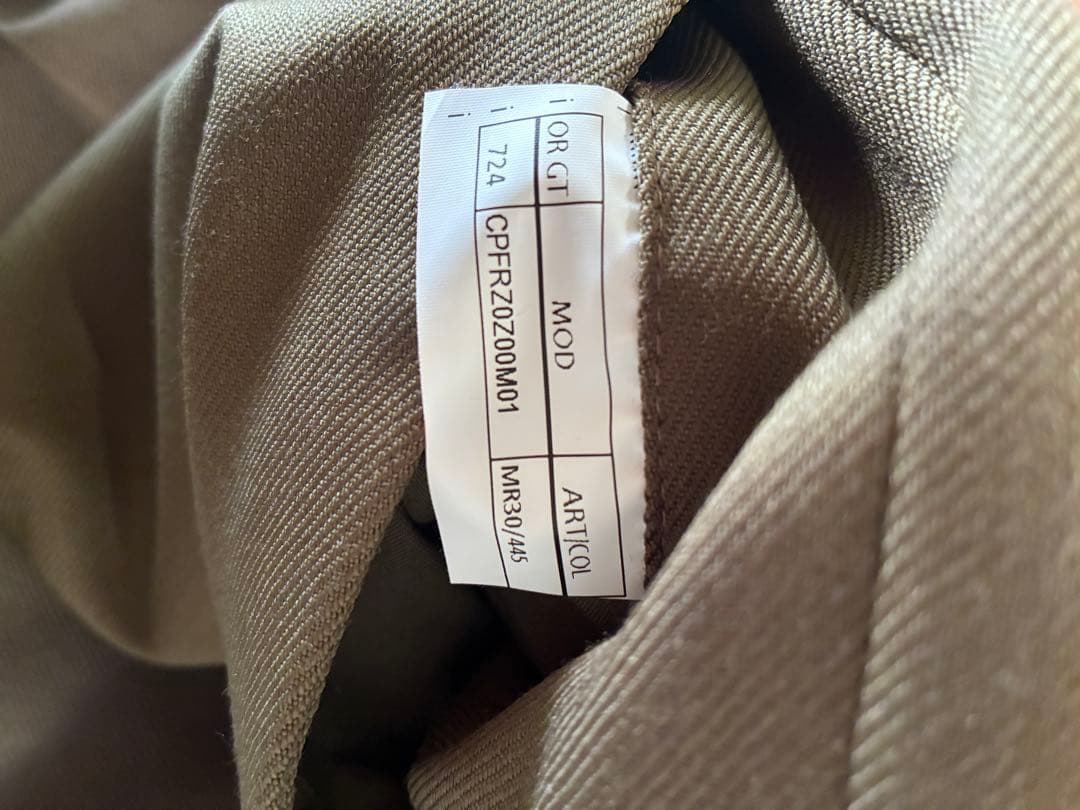 OR GT MOD ART/COL
724 CPFRZ0Z00M01 MR30/445